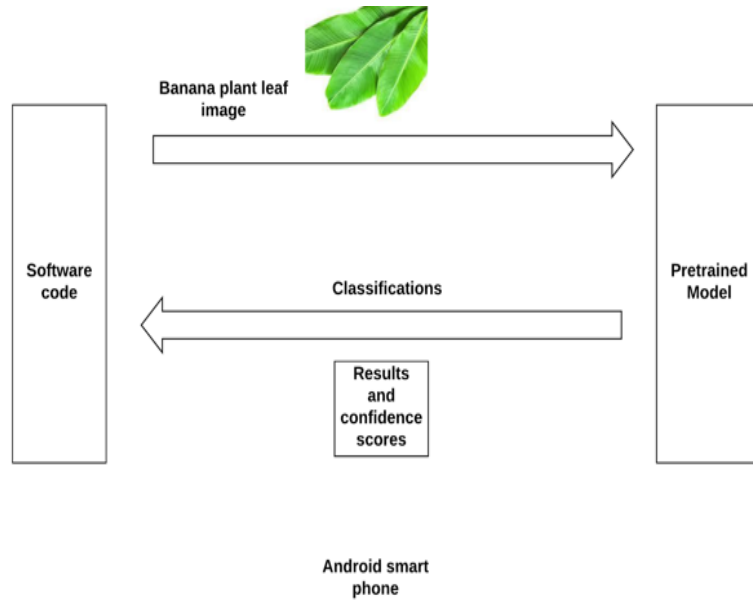 Banana plant leaf
image
Software
code
Pretrained
Model
Classifications
Results
and
confidence
scores
Android smart
phone